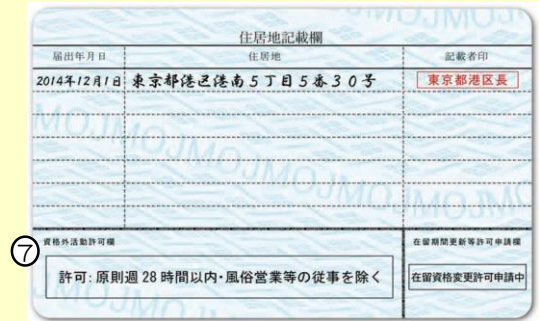 住居地記載欄
届出年月日 住居地 記載者印
2014年12月1日 東京都港区港南5丁目5番30号 東京都港区長
MOJMOJMOJMOJMOJ
⑦
資格外活動許可欄 在留期間更新等許可申請欄
許可: 原則週28時間以内・風俗営業等の従事を除く 在留資格変更許可申請中